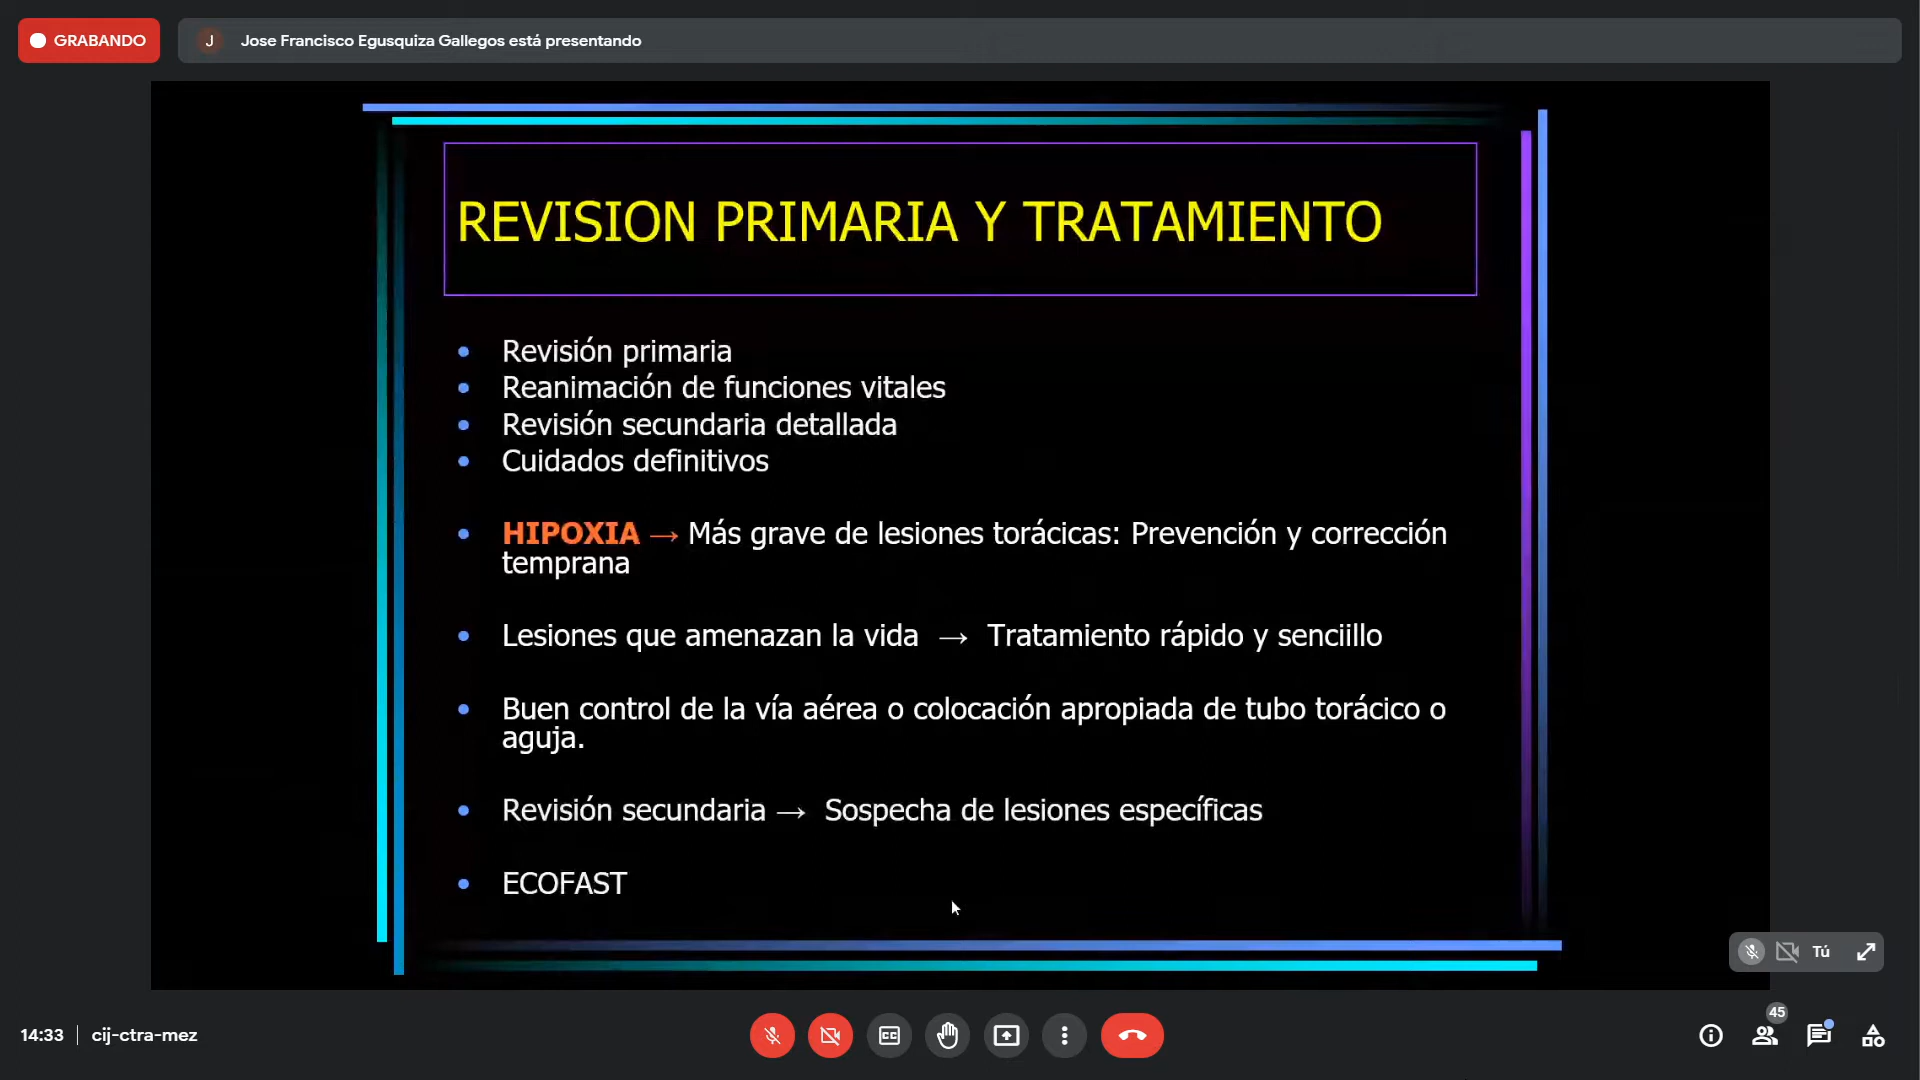 GRABANDO
J
Jose Francisco Egusquiza Gallegos está presentando
REVISION PRIMARIA Y TRATAMIENTO
• Revisión primaria
• Reanimación de funciones vitales
• Revisión secundaria detallada
• Cuidados definitivos
• HIPOXIA → Más grave de lesiones torácicas: Prevención y corrección
temprana
• Lesiones que amenazan la vida → Tratamiento rápido y senciillo
• Buen control de la vía aérea o colocación apropiada de tubo torácico o
aguja.
• Revisión secundaria → Sospecha de lesiones específicas
• ECOFAST
Tú
14:33 | cij-ctra-mez
CC
45